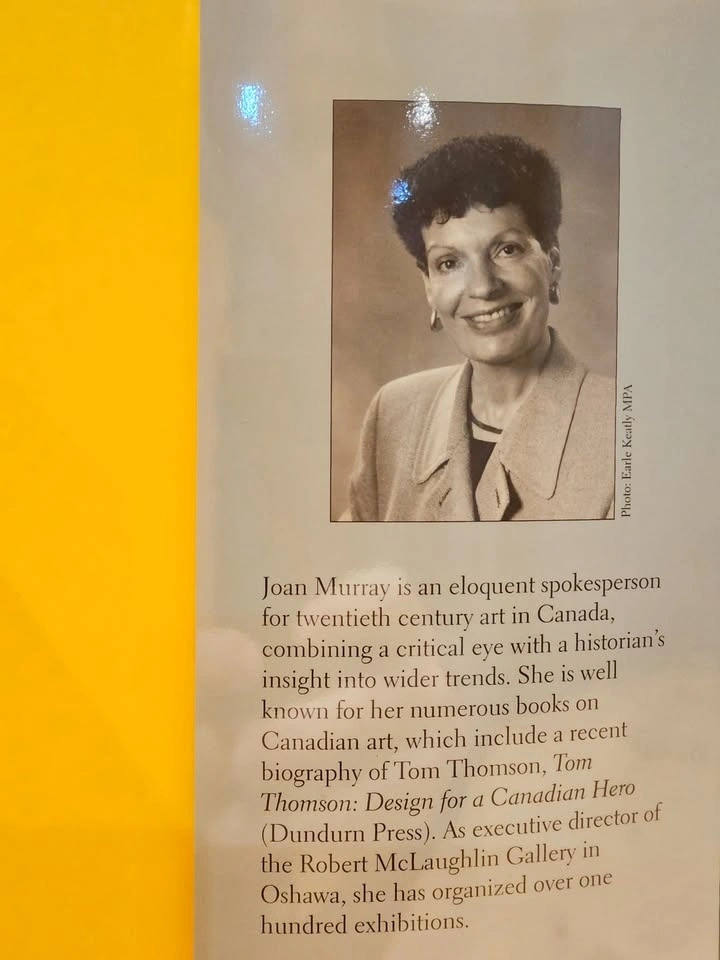 Photo: Earle Keatly MPA
Joan Murray is an eloquent spokesperson
for twentieth century art in Canada,
combining a critical eye with a historian's
insight into wider trends. She is well
known for her numerous books on
Canadian art, which include a recent
biography of Tom Thomson, Tom
Thomson: Design for a Canadian Hero
(Dundurn Press). As executive director of
the Robert McLaughlin Gallery in
Oshawa, she has organized over one
hundred exhibitions.